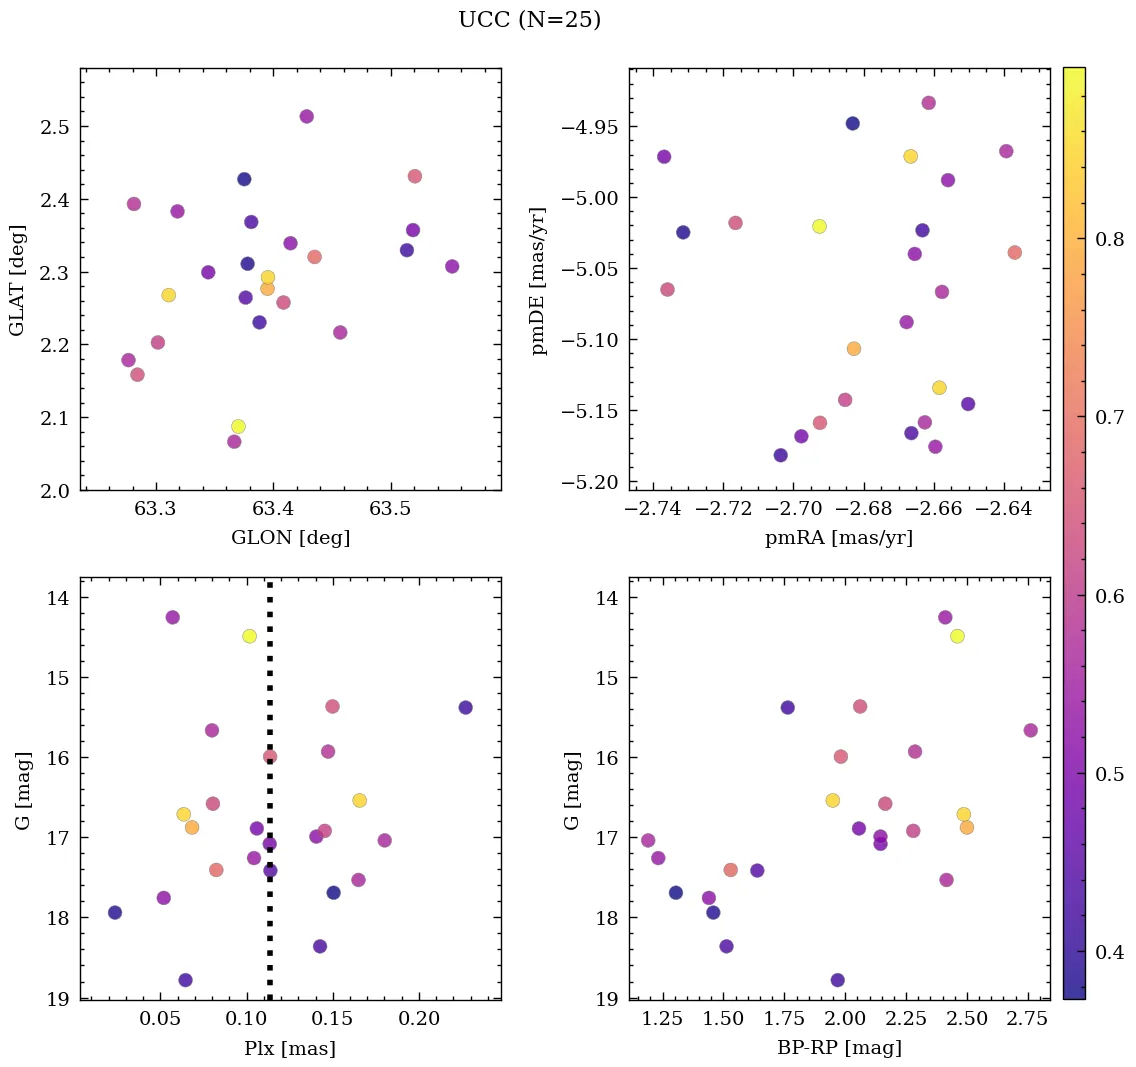 UCC (N=25)
2.5
2.4
2.3
2.2
2.1
2.0
GLAT [deg]
63.3 63.4 63.5
GLON [deg]
−4.95
−5.00
−5.05
−5.10
−5.15
−5.20
pmDE [mas/yr]
−2.74 −2.72 −2.70 −2.68 −2.66 −2.64
pmRA [mas/yr]
14
15
16
17
18
19
G [mag]
0.05 0.10 0.15 0.20
Plx [mas]
14
15
16
17
18
19
G [mag]
1.25 1.50 1.75 2.00 2.25 2.50 2.75
BP-RP [mag]
0.8
0.7
0.6
0.5
0.4